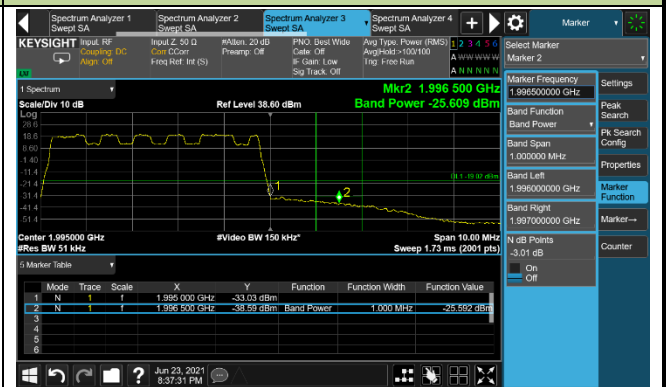 Spectrum Analyzer 1
Swept SA
Spectrum Analyzer 2
Swept SA
Spectrum Analyzer 3
Swept SA
Spectrum Analyzer 4
Swept SA
Marker
KEYSIGHT
Input: RF
Coupling: DC
Align: Off
Input Z: 50 Ω
Corr CCorr
Freq Ref: Int (S)
#Atten: 20 dB
Preamp: Off
PNO: Best Wide
Gate: Off
IF Gain: Low
Sig Track: Off
Avg Type: Power (RMS)
Avg|Hold:>100/100
Trig: Free Run
1 2 3 4 5 6
A W W W W W
A N N N N N
Select Marker
Marker 2
1 Spectrum
Scale/Div 10 dB
Log
Ref Level 38.60 dBm
Mkr2 1.996 500 GHz
Band Power -25.609 dBm
28.6
18.6
8.60
-1.40
-11.4
-21.4
-31.4
-41.4
-51.4
DL1 -19.02 dBm
1
2
Center 1.995000 GHz
#Res BW 51 kHz
#Video BW 150 kHz*
Span 10.00 MHz
Sweep 1.73 ms (2001 pts)
5 Marker Table
Mode Trace Scale X Y Function Function Width Function Value
1 N 1 f 1.995 000 GHz -33.03 dBm
2 N 1 f 1.996 500 GHz -38.59 dBm Band Power 1.000 MHz -25.592 dBm
3
4
5
6
Marker Frequency
1.996500000 GHz
Band Function
Band Power
Band Span
1.000000 MHz
Band Left
1.996000000 GHz
Band Right
1.997000000 GHz
N dB Points
-3.01 dB
On
Off
Settings
Peak
Search
Pk Search
Config
Properties
Marker
Function
Marker→
Counter
?
Jun 23, 2021
8:37:31 PM